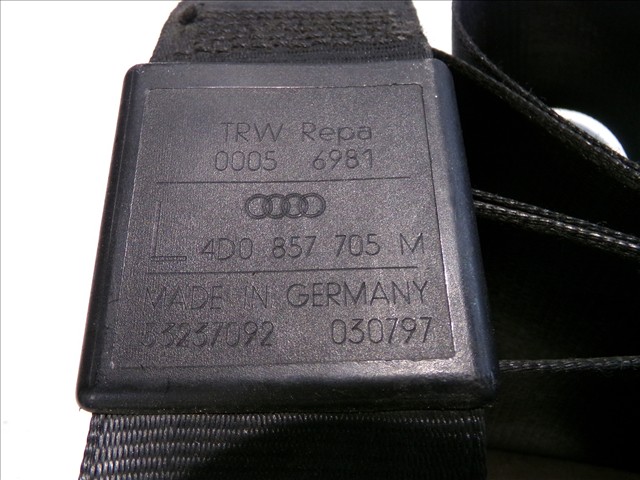 TRW Repa
0005 6981
L 4D0 857 705 M
MADE IN GERMANY
33237092 030797